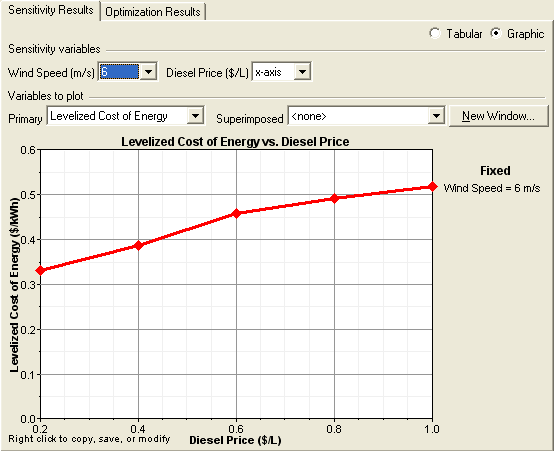 Sensitivity Results Optimization Results
Tabular Graphic
Sensitivity variables
Wind Speed (m/s) 6 Diesel Price ($/L) x-axis
Variables to plot
Primary Levelized Cost of Energy Superimposed <none> New Window...
Levelized Cost of Energy vs. Diesel Price
Fixed
Wind Speed = 6 m/s
Levelized Cost of Energy ($/kWh)
0.6
0.5
0.4
0.3
0.2
0.1
0.0
0.2 0.4 0.6 0.8 1.0
Right click to copy, save, or modify Diesel Price ($/L)